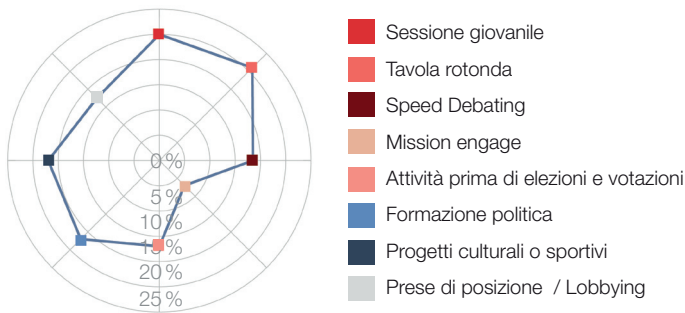 0%
5%
10%
15%
20%
25%
Sessione giovanile
Tavola rotonda
Speed Debating
Mission engage
Attività prima di elezioni e votazioni
Formazione politica
Progetti culturali o sportivi
Prese di posizione / Lobbying